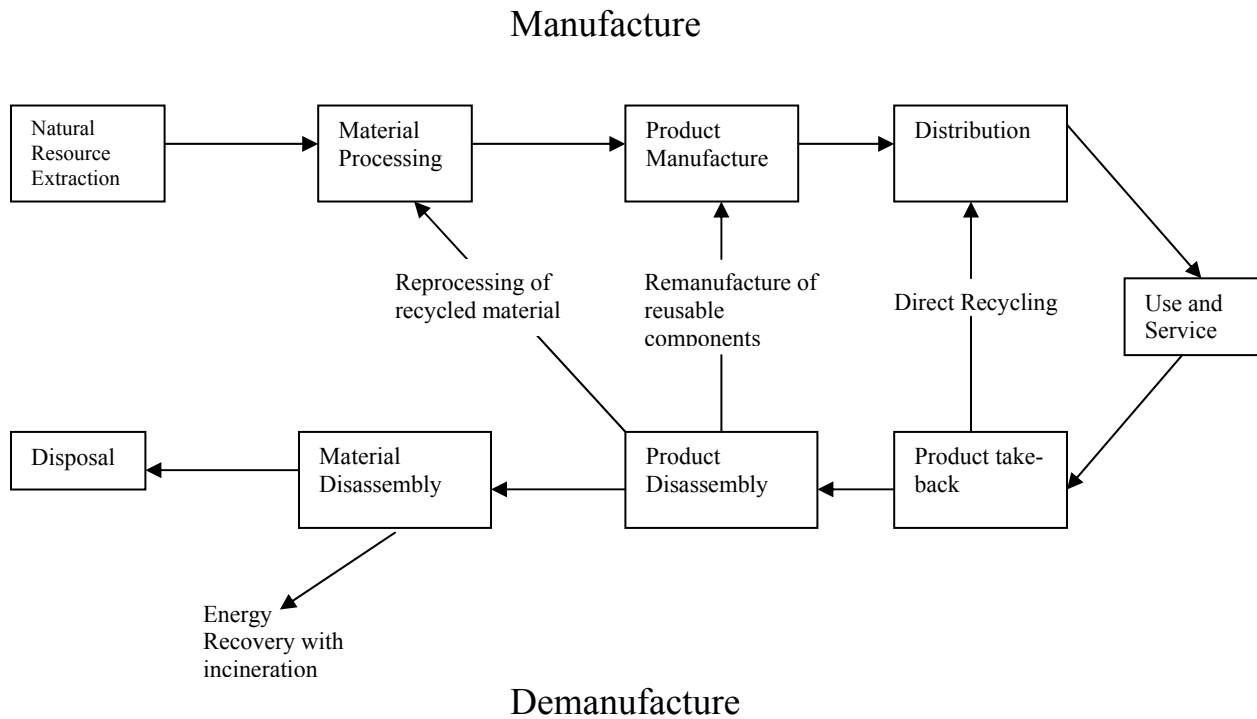 Manufacture
Natural
Resource
Extraction
Material
Processing
Product
Manufacture
Distribution
Reprocessing of
recycled material
Remanufacture of
reusable
components
Direct Recycling
Use and
Service
Disposal
Material
Disassembly
Product
Disassembly
Product take-
back
Energy
Recovery with
incineration
Demanufacture